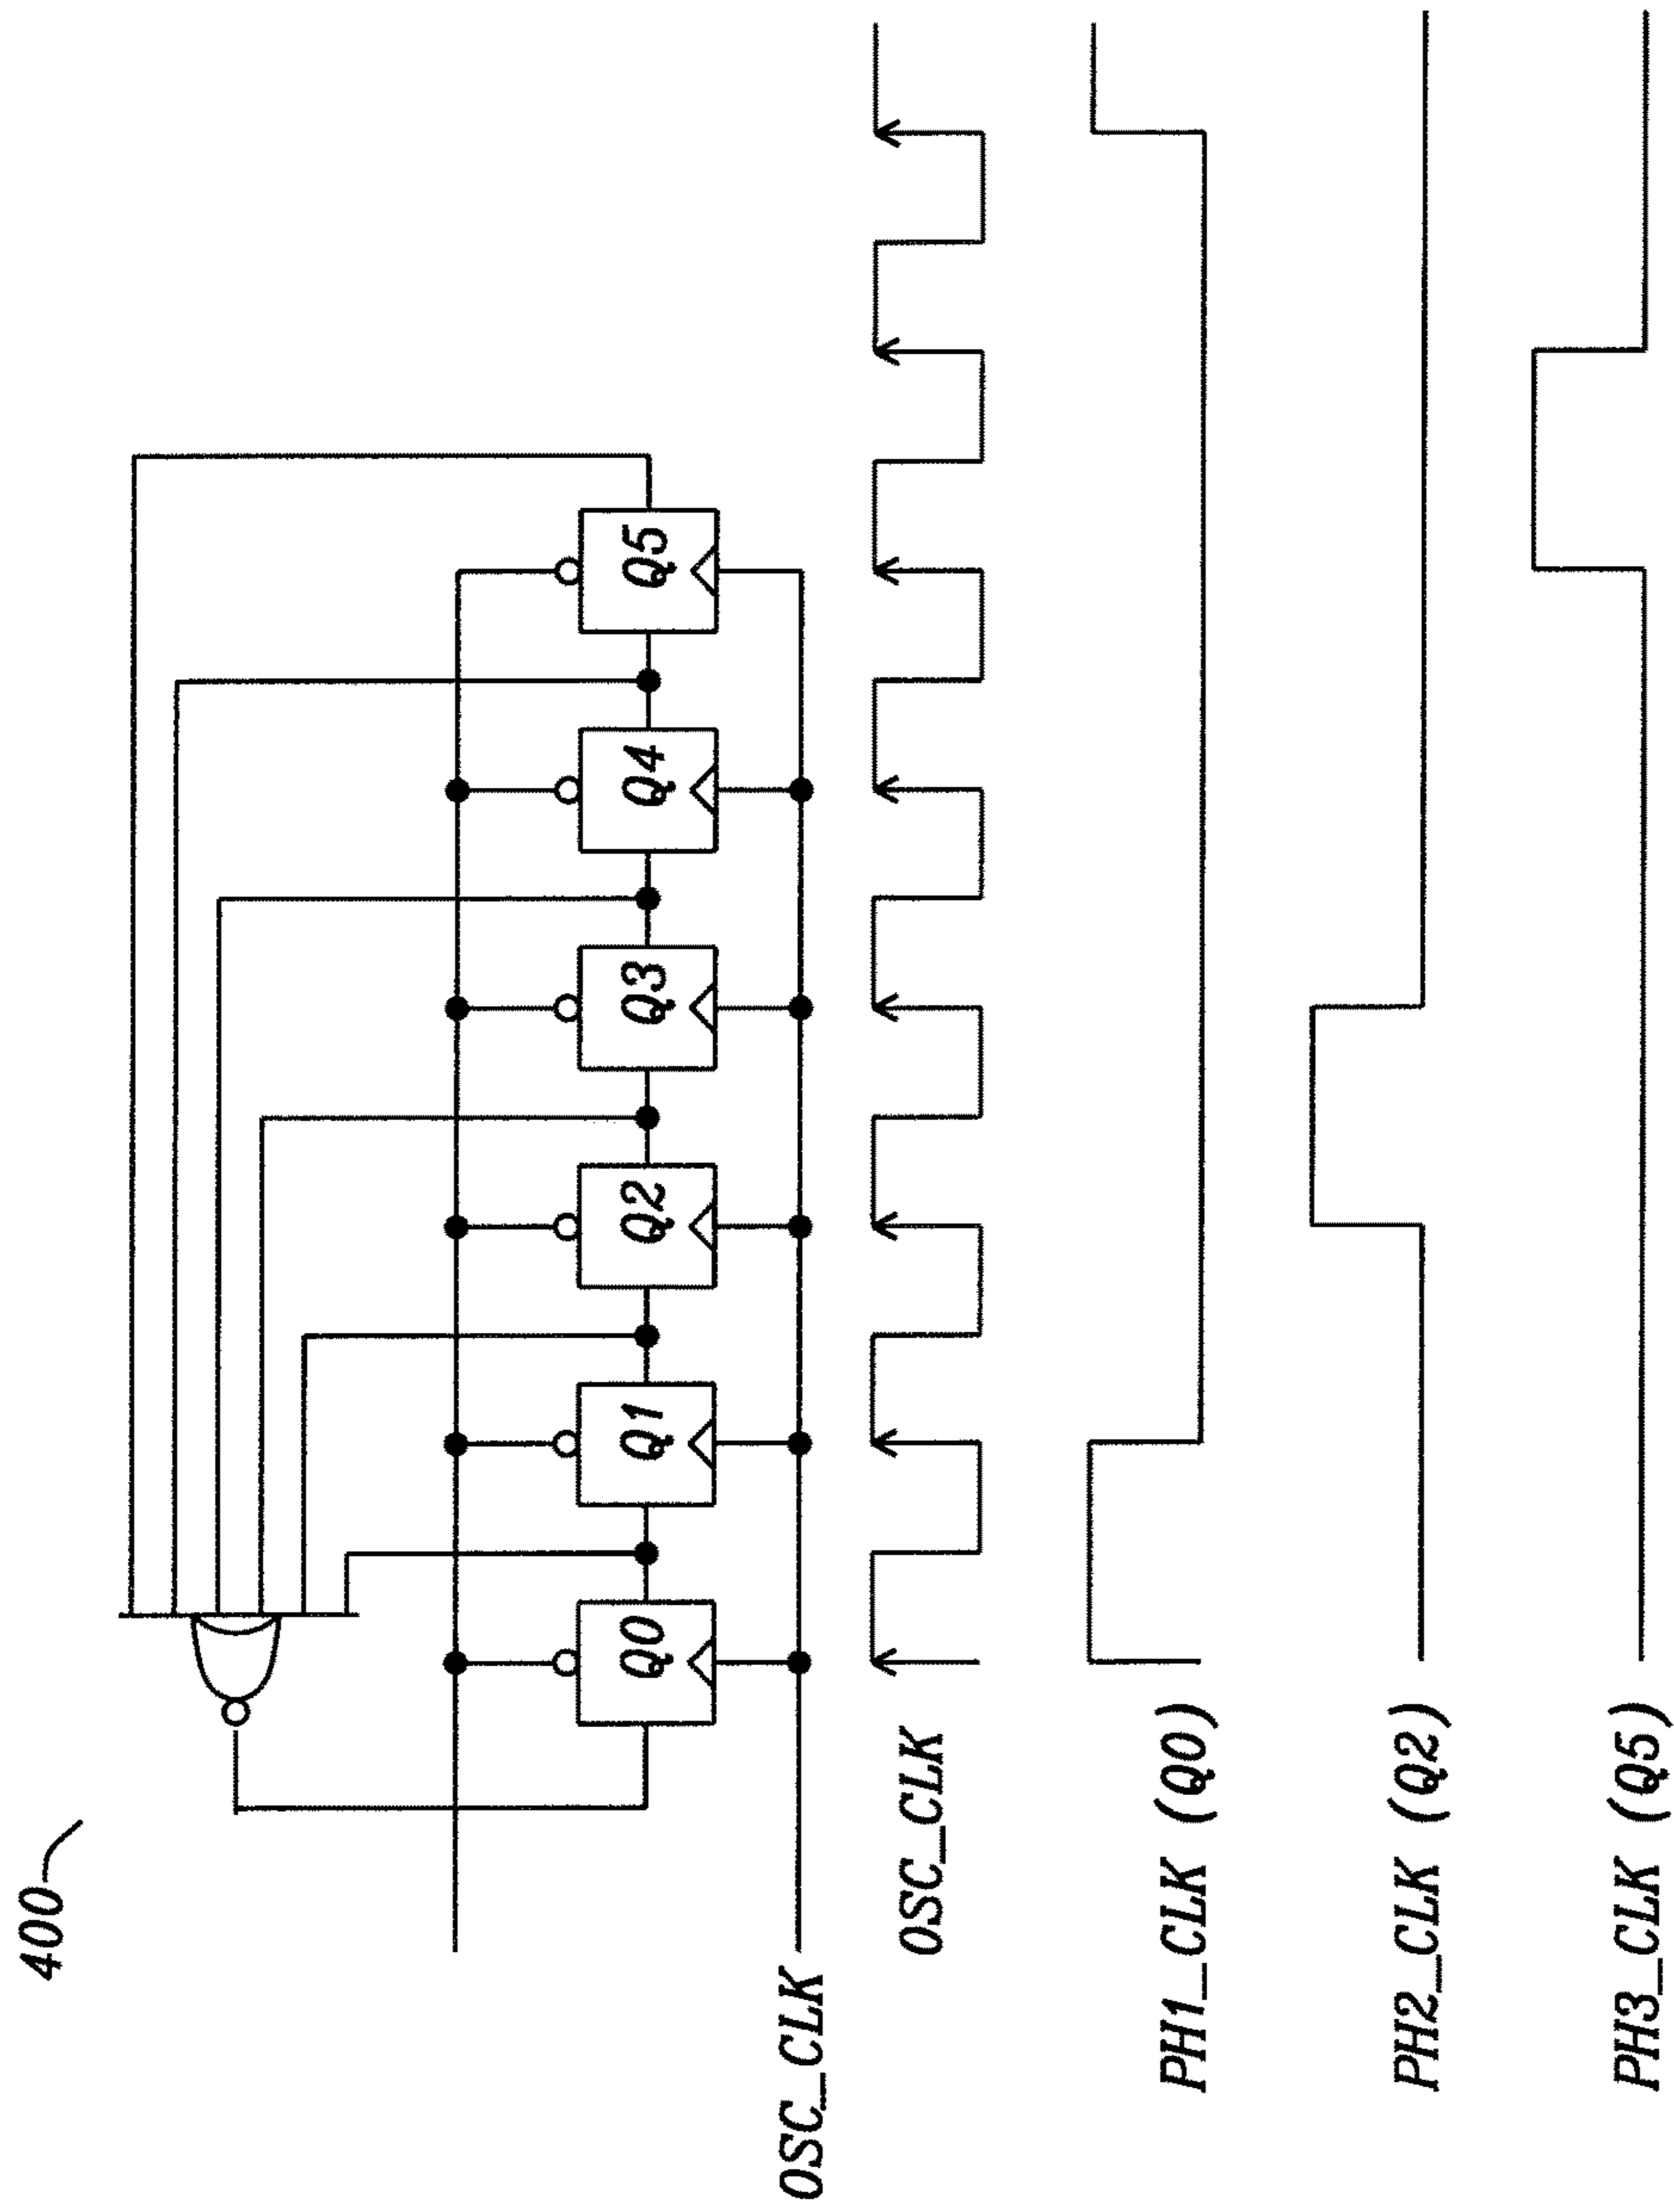 400
Q0 Q1 Q2 Q3 Q4 Q5
OSC_CLK
OSC_CLK
PH1_CLK (Q0)
PH2_CLK (Q2)
PH3_CLK (Q5)